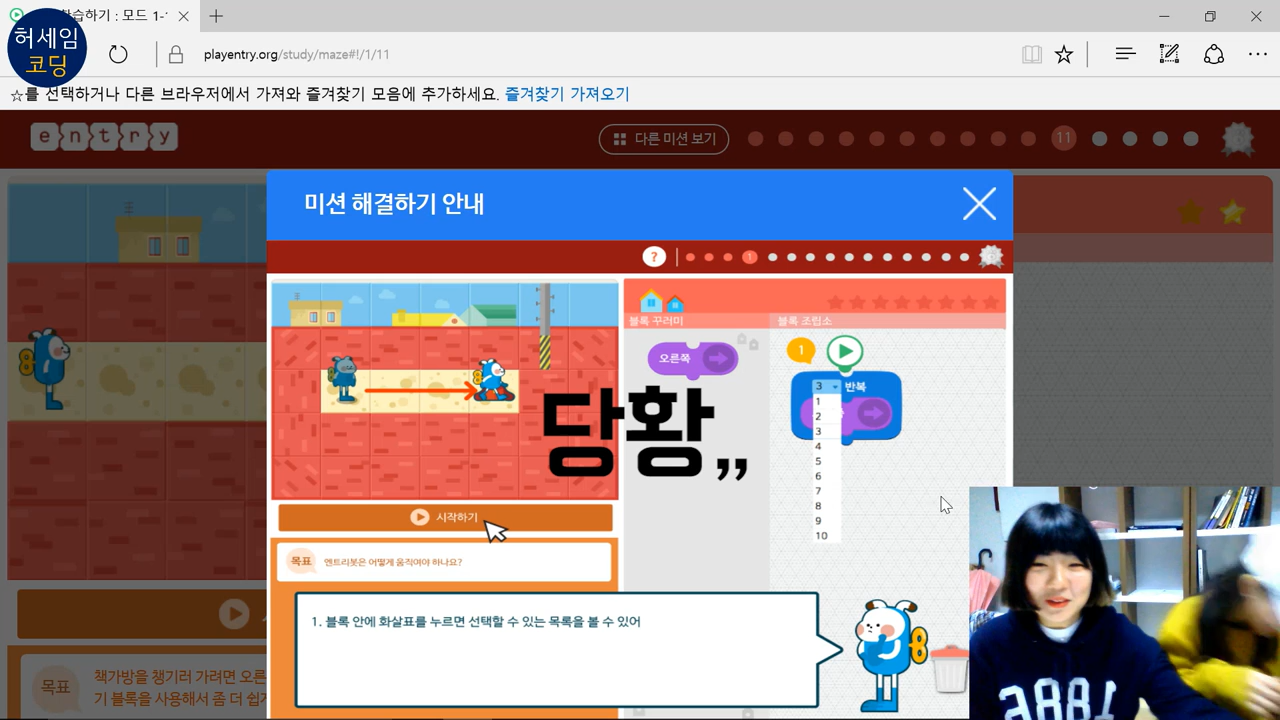 학습하기 : 모드 1-
허세임
코딩
playentry.org/study/maze#!/1/11
☆를 선택하거나 다른 브라우저에서 가져와 즐겨찾기 모음에 추가하세요. 즐겨찾기 가져오기
entry
다른 미션 보기
11
미션 해결하기 안내
?
1
블록 꾸러미
블록 조립소
오른쪽
1
3 반복
1
2
3
4
5
6
7
8
9
10
당황,,
시작하기
목표
엔트리봇은 어떻게 움직여야 하나요?
1. 블록 안에 화살표를 누르면 선택할 수 있는 목록을 볼 수 있어
목표
책가방을 챙기러 가려면 오른
기 블록을 사용해서 좀 더 쉽게
1988